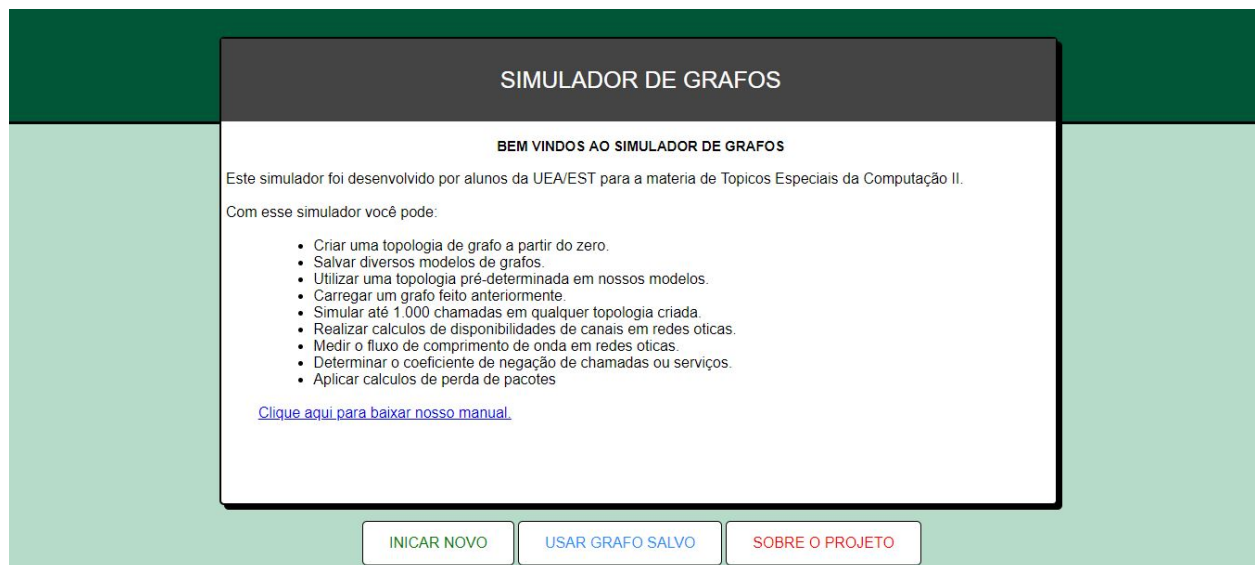 SIMULADOR DE GRAFOS
BEM VINDOS AO SIMULADOR DE GRAFOS
Este simulador foi desenvolvido por alunos da UEA/EST para a materia de Topicos Especiais da Computação II.
Com esse simulador você pode:
• Criar uma topologia de grafo a partir do zero.
• Salvar diversos modelos de grafos.
• Utilizar uma topologia pré-determinada em nossos modelos.
• Carregar um grafo feito anteriormente.
• Simular até 1.000 chamadas em qualquer topologia criada.
• Realizar calculos de disponibilidades de canais em redes oticas.
• Medir o fluxo de comprimento de onda em redes oticas.
• Determinar o coeficiente de negação de chamadas ou serviços.
• Aplicar calculos de perda de pacotes
Clique aqui para baixar nosso manual.
INICAR NOVO
USAR GRAFO SALVO
SOBRE O PROJETO